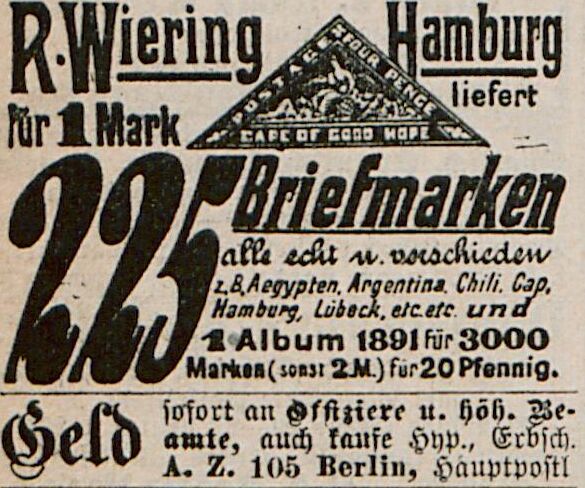 R. Wiering Hamburg
POSTAGE FOUR PENCE
CAPE OF GOOD HOPE
liefert
für 1 Mark
225 Briefmarken
alle echt u. verschieden
z.B. Aegypten, Argentina, Chili, Cap,
Hamburg, Lübeck, etc. etc. und
1 Album 1891 für 3000
Marken (sonst 2 M.) für 20 Pfennig.
Geld sofort an Offiziere u. höh. Be-
amte, auch kaufe Hyp., Erbsch.
A. Z. 105 Berlin, Hauptpostl